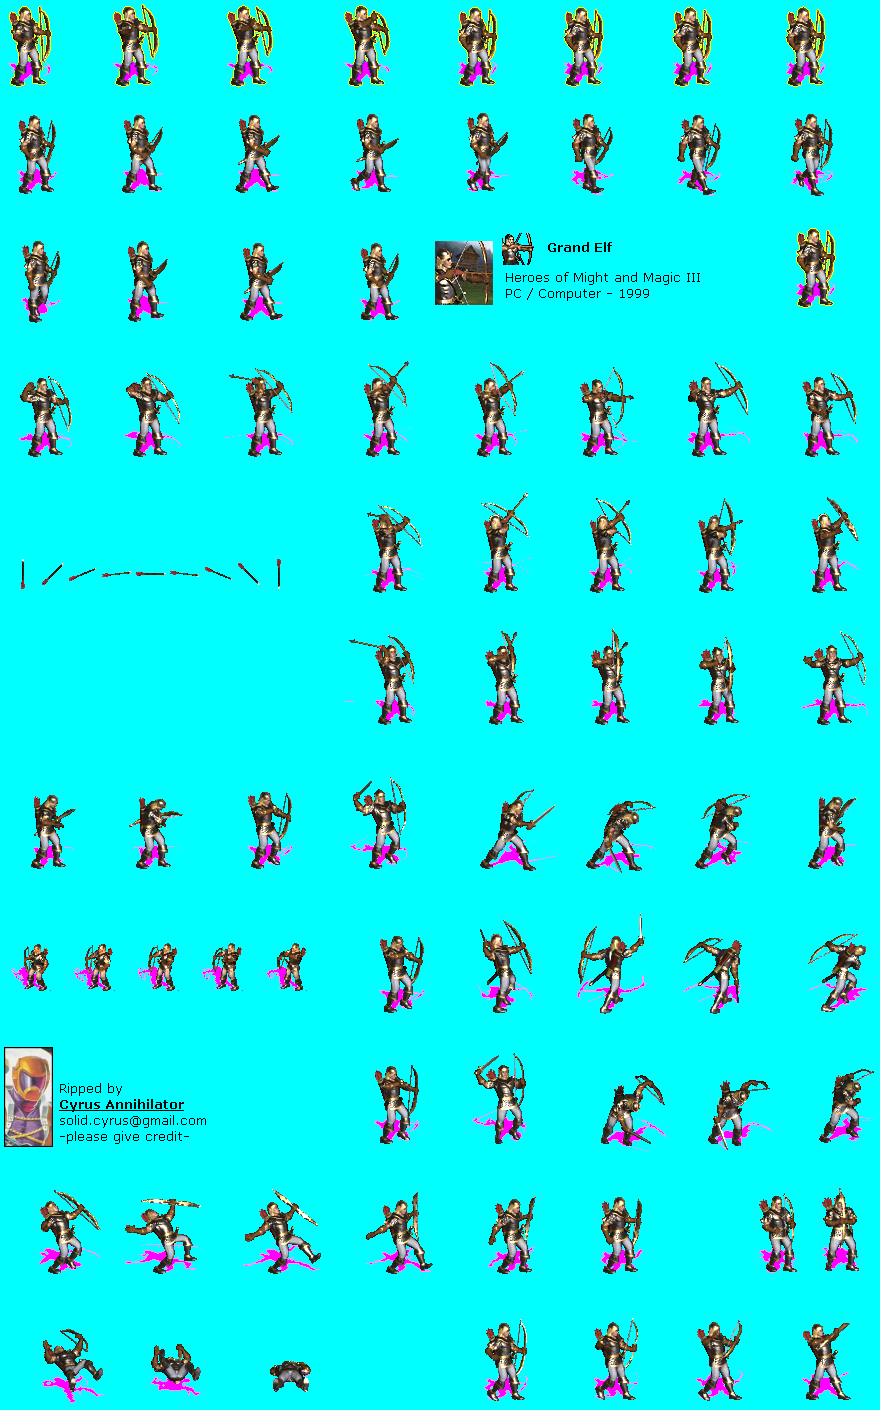 Grand Elf
Heroes of Might and Magic III
PC / Computer - 1999
Ripped by
Cyrus Annihilator
solid.cyrus@gmail.com
-please give credit-